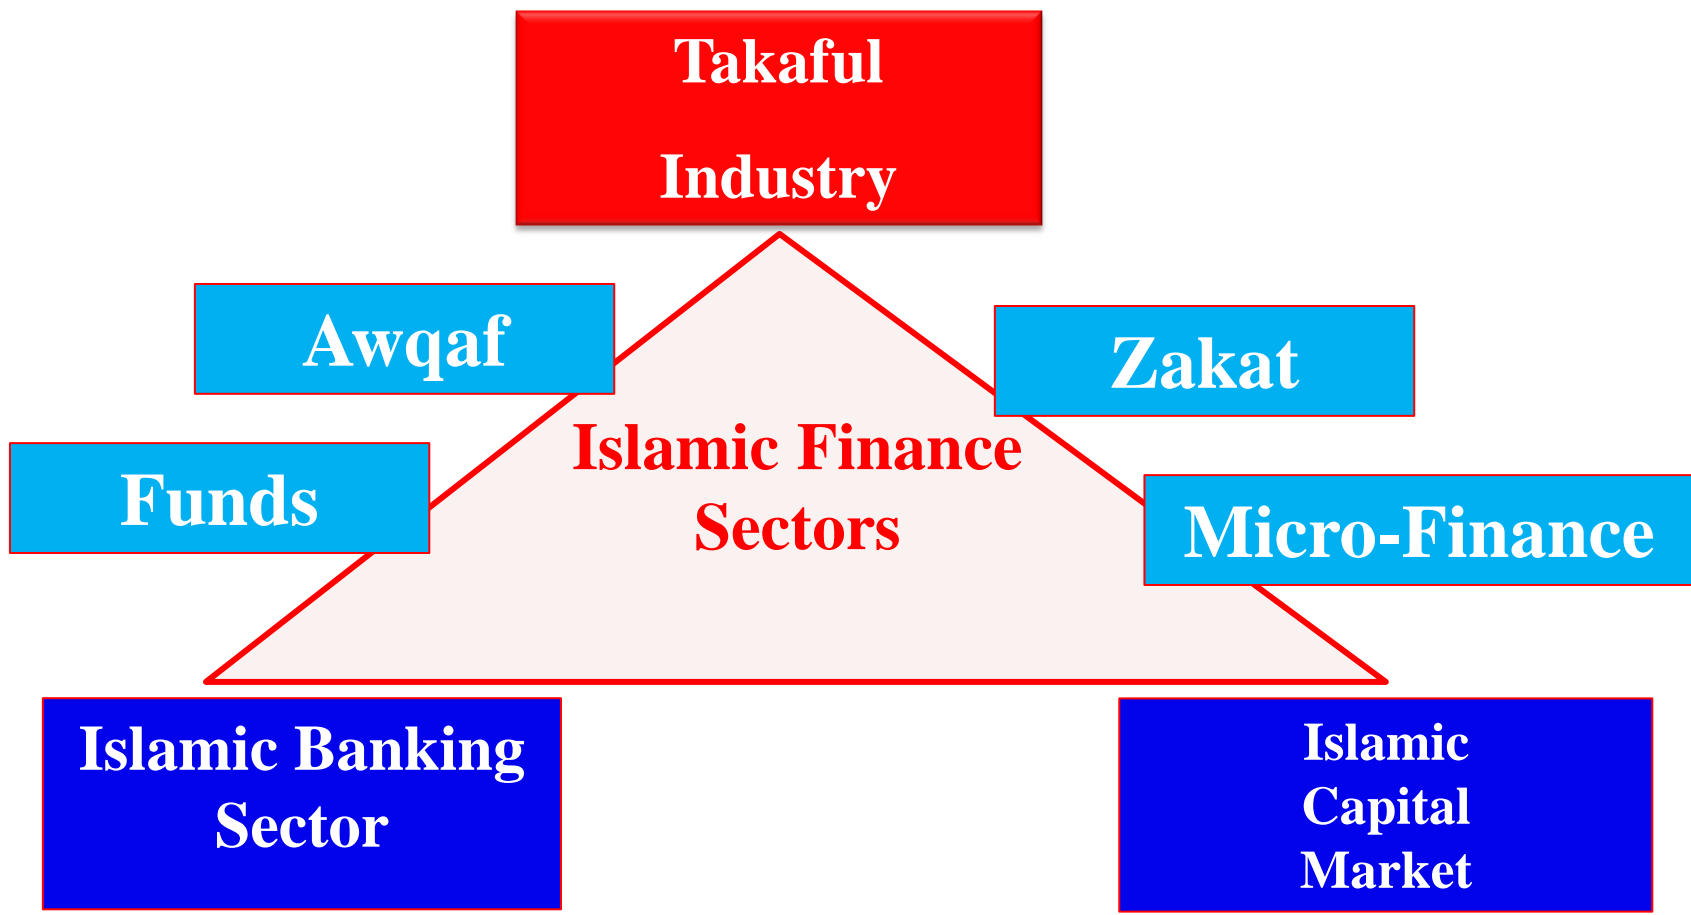 Takaful
Industry
Awqaf
Zakat
Islamic Finance
Sectors
Funds
Micro-Finance
Islamic Banking
Sector
Islamic
Capital
Market